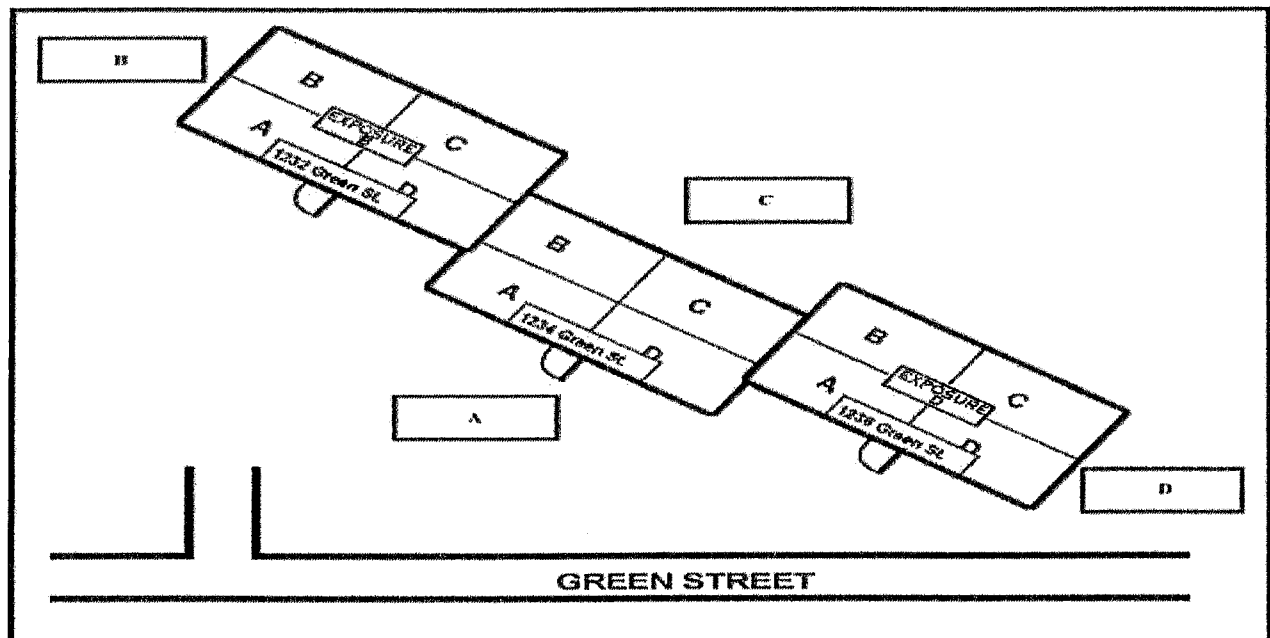 B
B
A
EXPOSURE
B
C
D
1232 Green St.
C
B
A
C
1234 Green St.
D
B
A
EXPOSURE
D
C
1236 Green St.
D
A
D
GREEN STREET